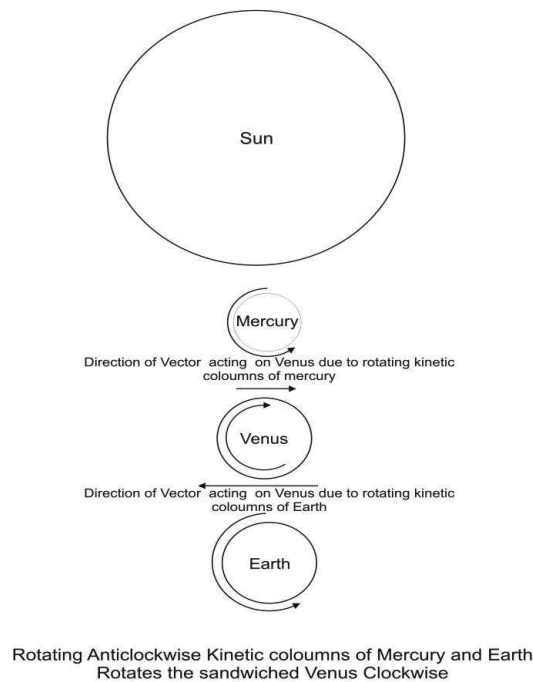 Sun
Mercury
Direction of Vector acting on Venus due to rotating kinetic
coloumns of mercury
Venus
Direction of Vector acting on Venus due to rotating kinetic
coloumns of Earth
Earth
Rotating Anticlockwise Kinetic coloumns of Mercury and Earth
Rotates the sandwiched Venus Clockwise